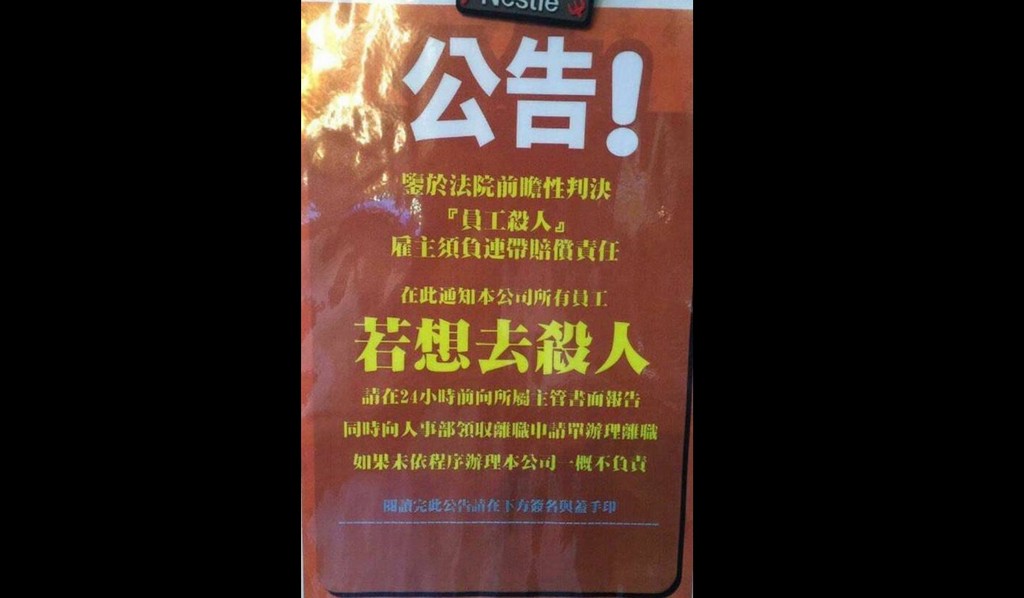 Nestlé
公告!
鑒於法院前瞻性判決
『員工殺人』
雇主須負連帶賠償責任
在此通知本公司所有員工
若想去殺人
請在24小時前向所屬主管書面報告
同時向人事部領取離職申請單辦理離職
如果未依程序辦理本公司一概不負責
閱讀完此公告請在下方簽名與蓋手印